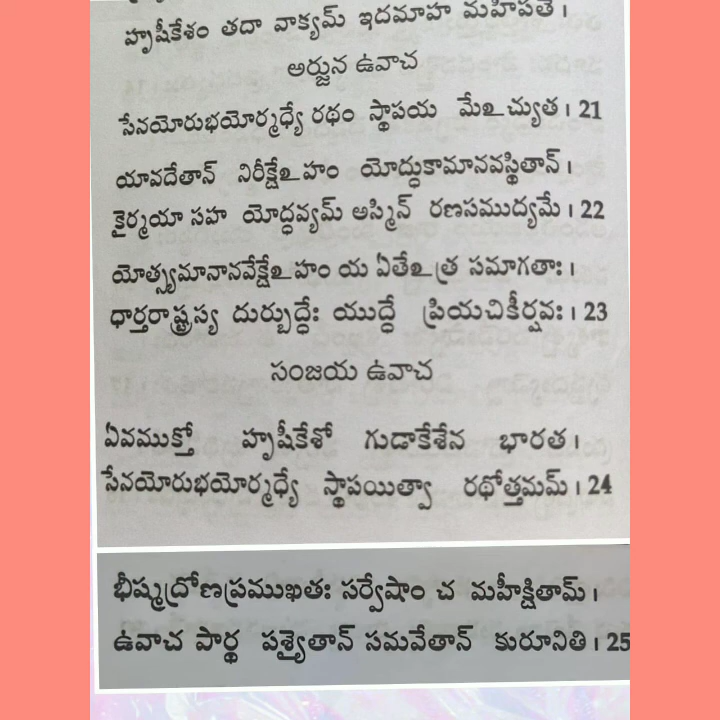 హృషీకేశం తదా వాక్యమ్ ఇదమాహ మహీపతే।
అర్జున ఉవాచ
సేనయోరుభయోర్మధ్యే రథం స్థాపయ మేఽచ్యుత। 21
యావదేతాన్ నిరీక్షేఽహం యోద్ధుకామానవస్థితాన్।
కైర్మయా సహ యోద్ధవ్యమ్ అస్మిన్ రణసముద్యమే। 22
యోత్స్యమానానవేక్షేఽహం య ఏతేఽత్ర సమాగతాః।
ధార్తరాష్ట్రస్య దుర్బుద్ధేః యుద్ధే ప్రియచికీర్షవః। 23
సంజయ ఉవాచ
ఏవముక్తో హృషీకేశో గుడాకేశేన భారత।
సేనయోరుభయోర్మధ్యే స్థాపయిత్వా రథోత్తమమ్। 24
భీష్మద్రోణప్రముఖతః సర్వేషాం చ మహీక్షితామ్।
ఉవాచ పార్థ పశ్యైతాన్ సమవేతాన్ కురూనితి। 25